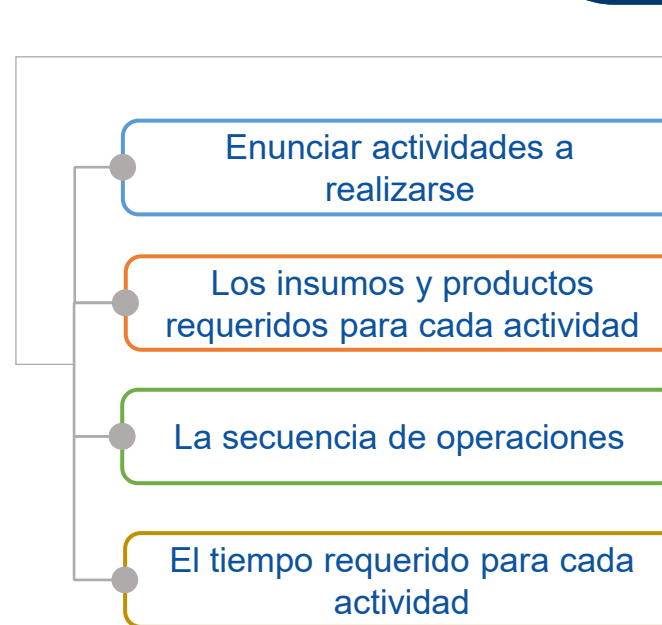 Enunciar actividades a
realizarse
Los insumos y productos
requeridos para cada actividad
La secuencia de operaciones
El tiempo requerido para cada
actividad